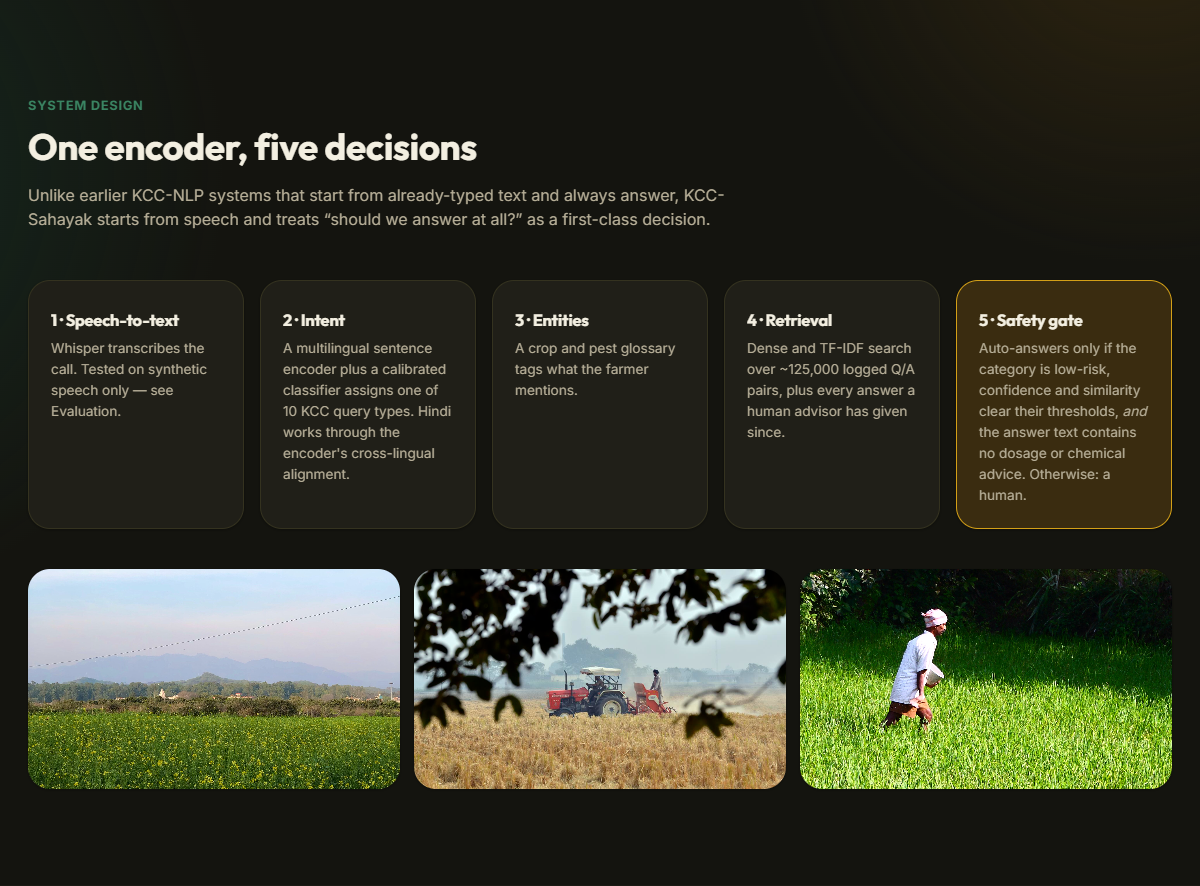 SYSTEM DESIGN
One encoder, five decisions
Unlike earlier KCC-NLP systems that start from already-typed text and always answer, KCC-
Sahayak starts from speech and treats “should we answer at all?” as a first-class decision.
1 · Speech-to-text
Whisper transcribes the
call. Tested on synthetic
speech only — see
Evaluation.
2 · Intent
A multilingual sentence
encoder plus a calibrated
classifier assigns one of
10 KCC query types. Hindi
works through the
encoder's cross-lingual
alignment.
3 · Entities
A crop and pest glossary
tags what the farmer
mentions.
4 · Retrieval
Dense and TF-IDF search
over ~125,000 logged Q/A
pairs, plus every answer a
human advisor has given
since.
5 · Safety gate
Auto-answers only if the
category is low-risk,
confidence and similarity
clear their thresholds, and
the answer text contains
no dosage or chemical
advice. Otherwise: a
human.